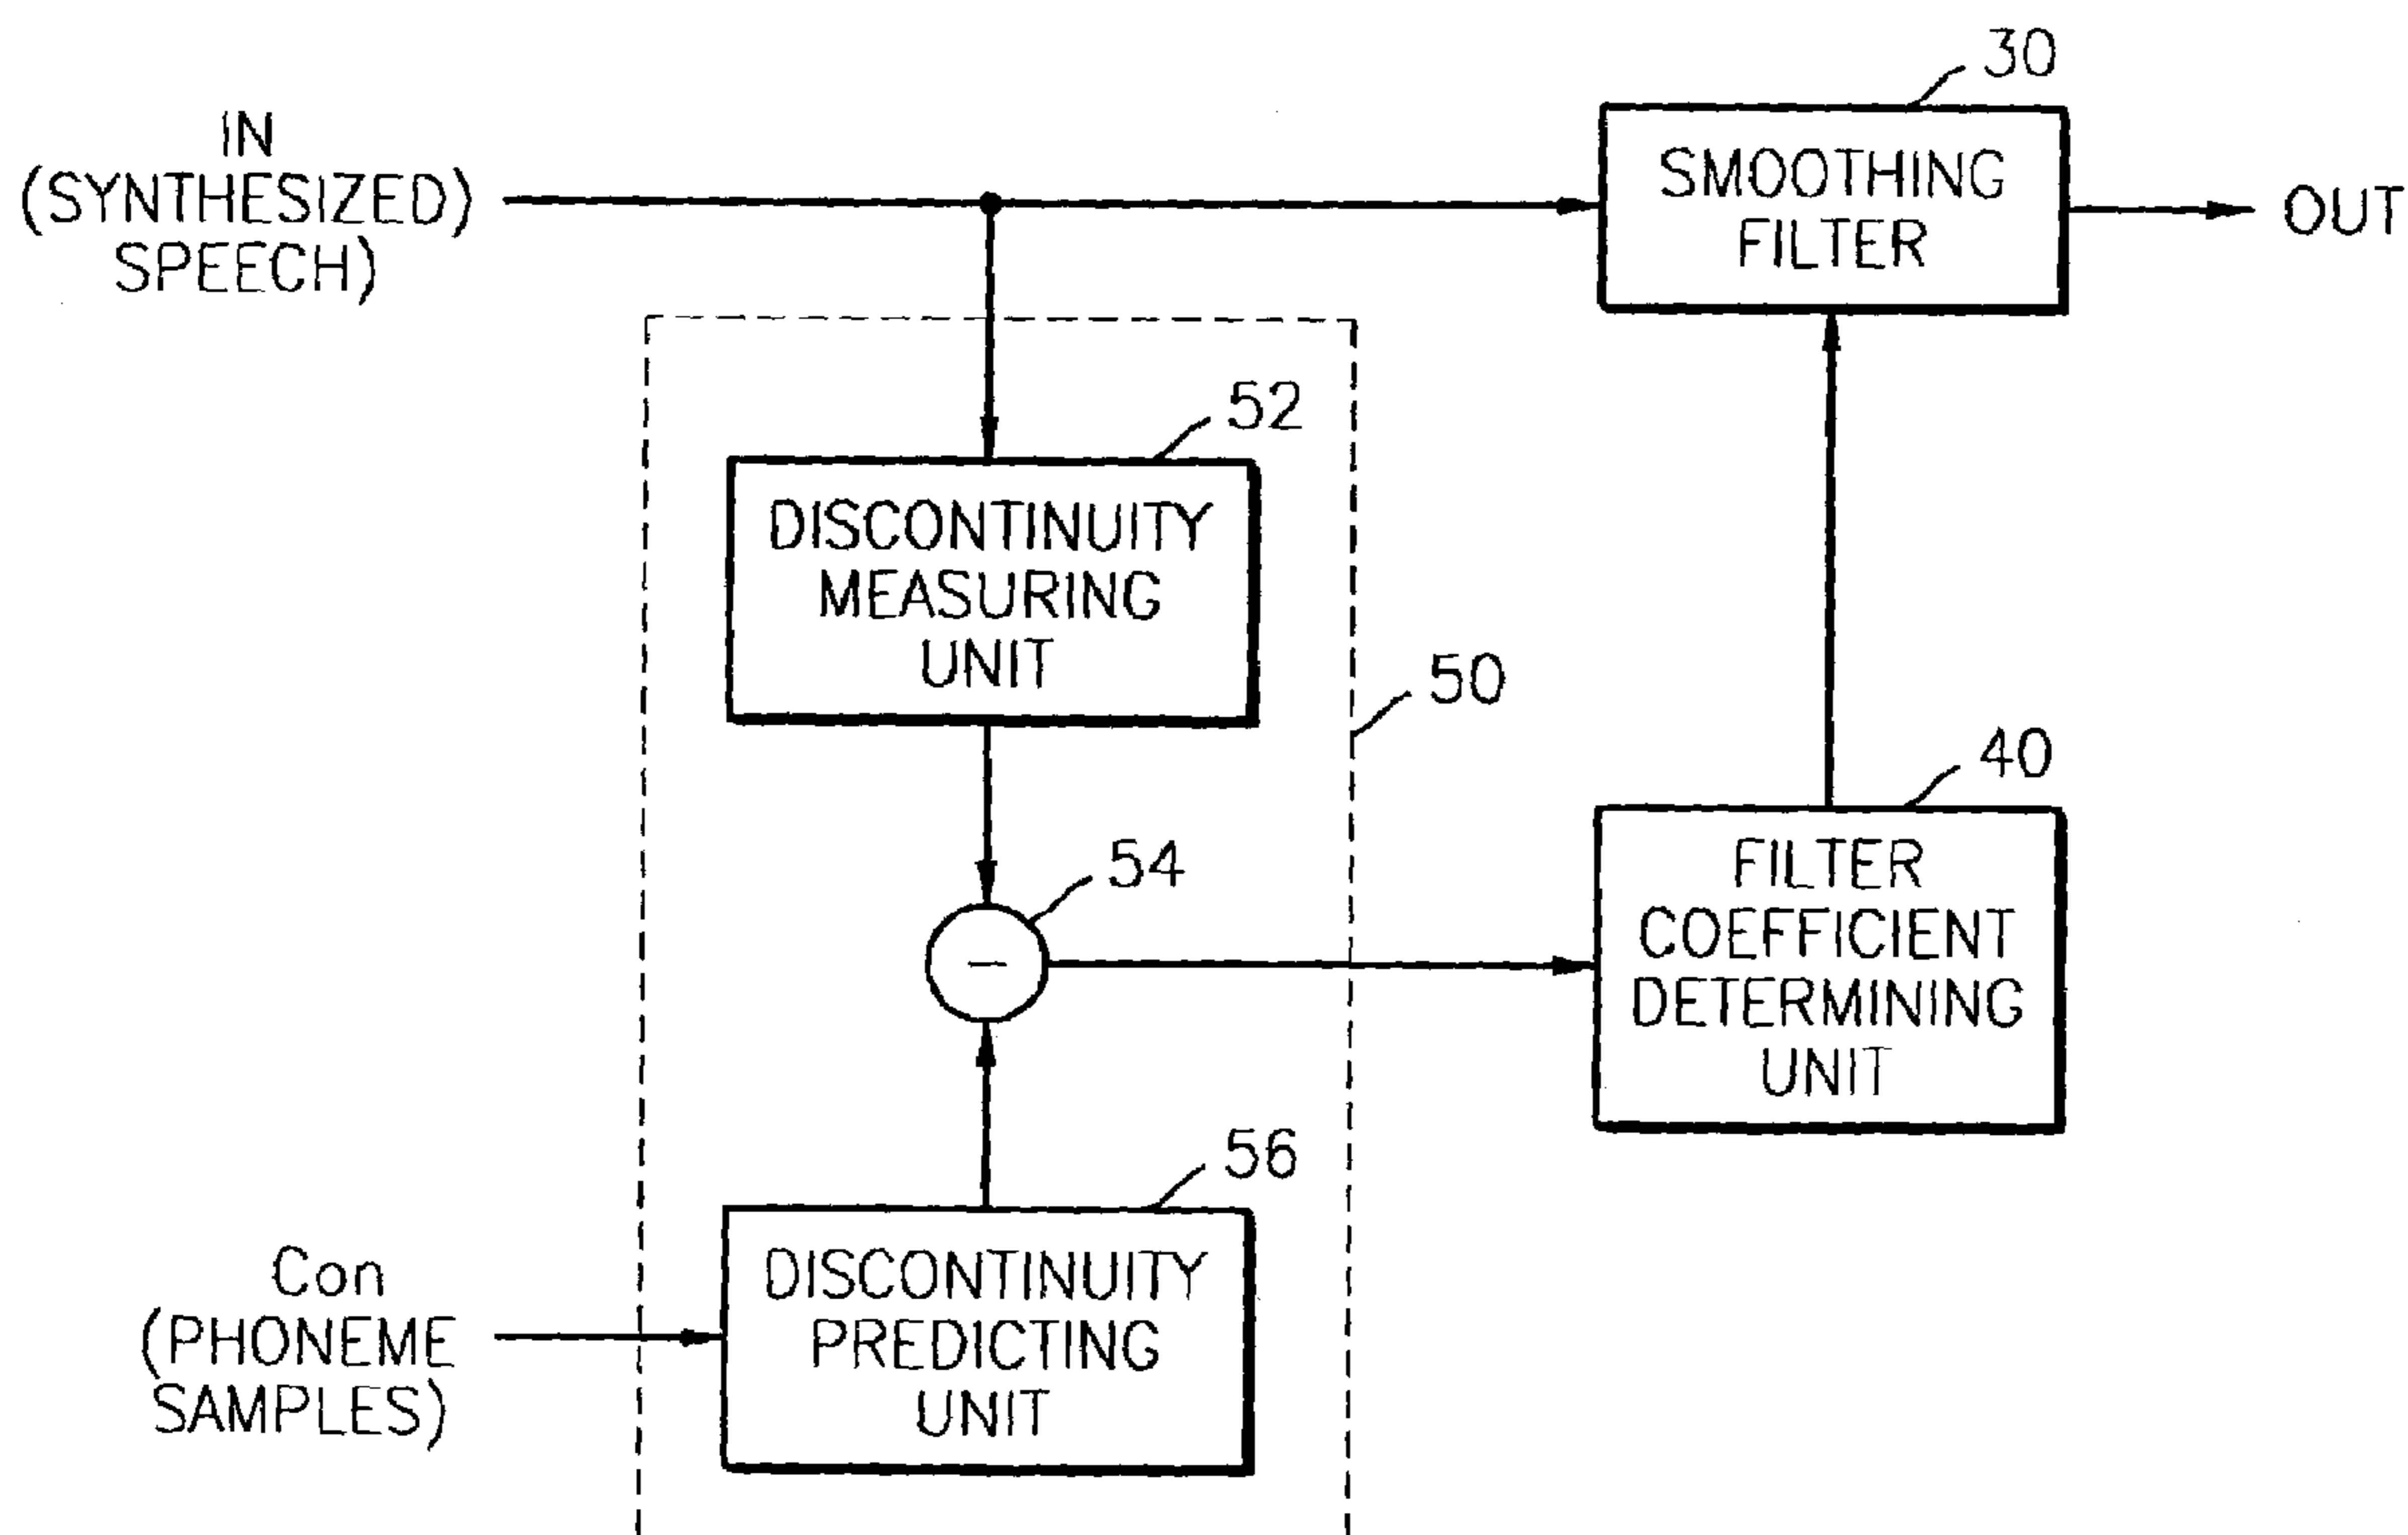 30
IN
(SYNTHESIZED)
SPEECH)
SMOOTHING
FILTER
OUT
52
DISCONTINUITY
MEASURING
UNIT
50
40
54
FILTER
COEFFICIENT
DETERMINING
UNIT
—
56
Con
(PHONEME
SAMPLES)
DISCONTINUITY
PREDICTING
UNIT